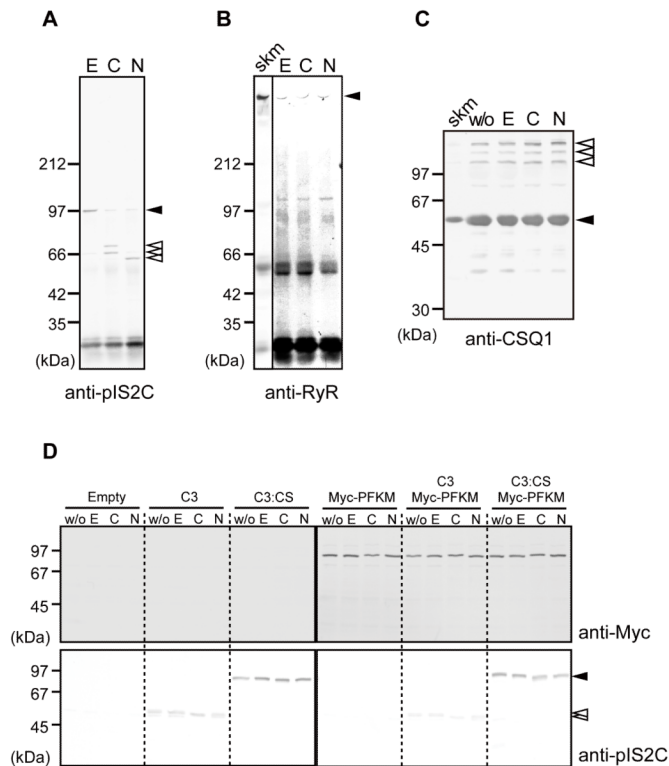 A
E C N
212
97
66
42
35
(kDa)
anti-pIS2C
B
skm E C N
212
97
66
42
35
(kDa)
anti-RyR
C
skm w/o E C N
97
67
45
30
(kDa)
anti-CSQ1
D
C3 C3:CS
Empty C3 C3:CS Myc-PFKM Myc-PFKM Myc-PFKM
w/o E C N w/o E C N w/o E C N w/o E C N w/o E C N w/o E C N
97
67
45
(kDa)
anti-Myc
97
67
45
(kDa)
anti-pIS2C